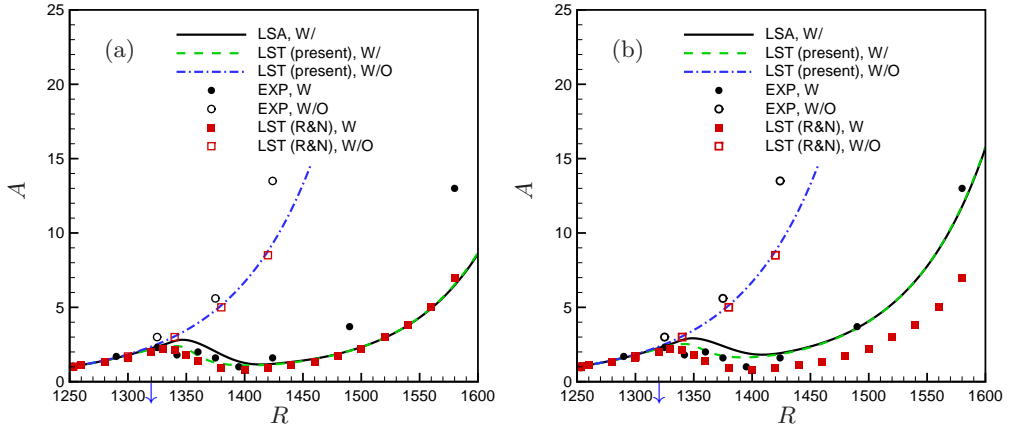 (a)
LSA, W/
LST (present), W/
LST (present), W/O
EXP, W
EXP, W/O
LST (R&N), W
LST (R&N), W/O
A
25
20
15
10
5
0
1250 1300 1350 1400 1450 1500 1550 1600
R
(b)
LSA, W/
LST (present), W/
LST (present), W/O
EXP, W
EXP, W/O
LST (R&N), W
LST (R&N), W/O
A
25
20
15
10
5
0
1250 1300 1350 1400 1450 1500 1550 1600
R